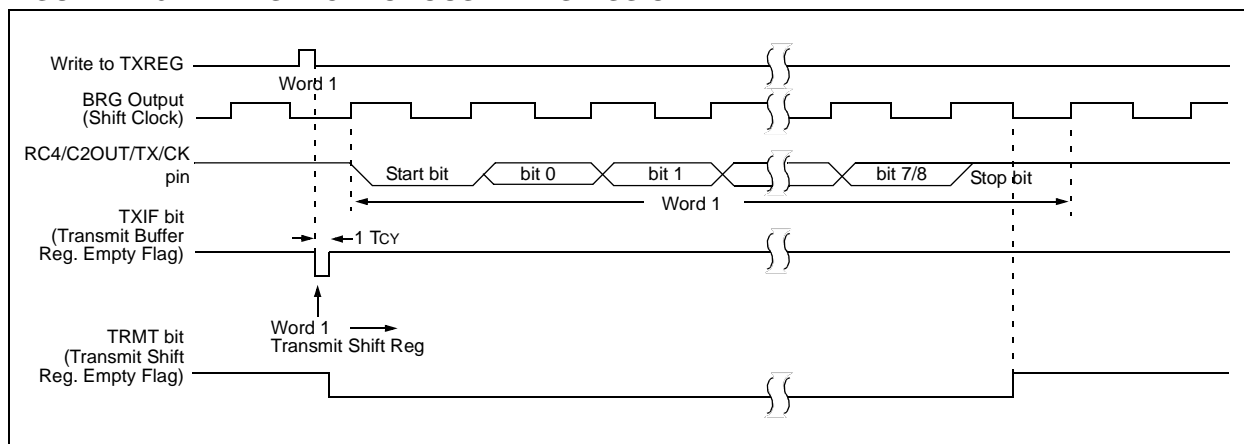 Write to TXREG
Word 1
BRG Output
(Shift Clock)
RC4/C2OUT/TX/CK
pin
Start bit
bit 0
bit 1
bit 7/8
Stop bit
Word 1
TXIF bit
(Transmit Buffer
Reg. Empty Flag)
1 TCY
Word 1
Transmit Shift Reg
TRMT bit
(Transmit Shift
Reg. Empty Flag)